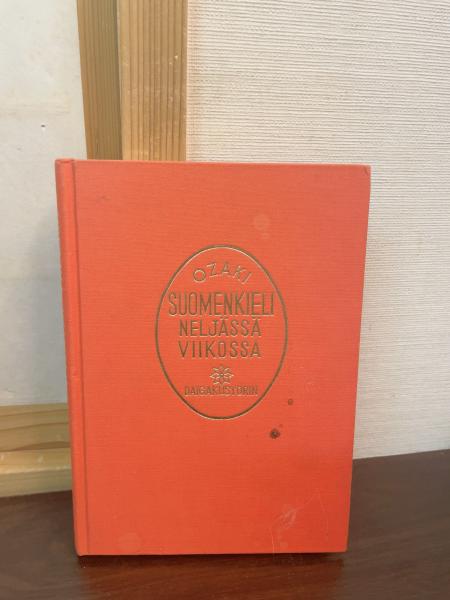 OZAKI
SUOMENKIELI
NELJÄSSÄ
VIIKOSSA
DAIGAKUSYORIN